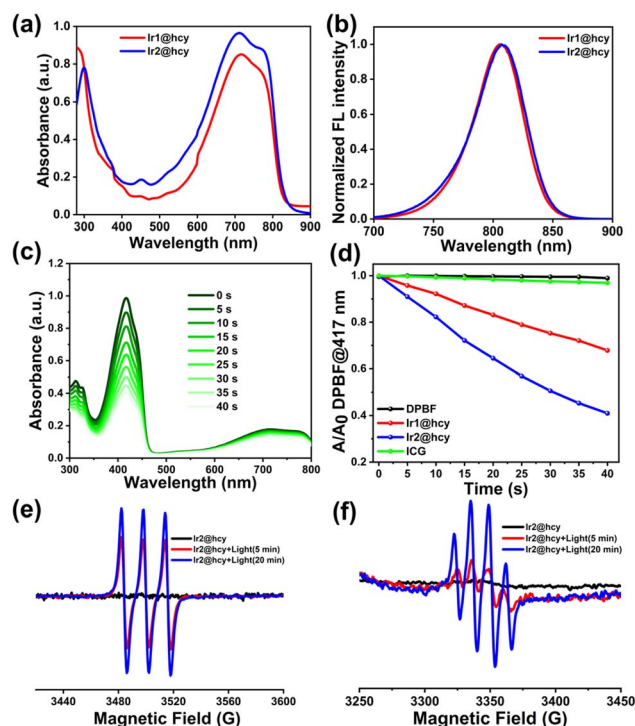 (a)
Ir1@hcy
Ir2@hcy
Absorbance (a.u.)
1.0
0.8
0.6
0.4
0.2
0.0
300 400 500 600 700 800 900
Wavelength (nm)
(b)
Ir1@hcy
Ir2@hcy
Normalized FL intensity
1.0
0.8
0.6
0.4
0.2
0.0
700 750 800 850 900
Wavelength (nm)
(c)
Absorbance (a.u.)
1.2
1.0
0.8
0.6
0.4
0.2
0.0
0 s
5 s
10 s
15 s
20 s
25 s
30 s
35 s
40 s
300 400 500 600 700 800
Wavelength (nm)
(d)
A/A0 DPBF@417 nm
1.0
0.8
0.6
0.4
0.2
DPBF
Ir1@hcy
Ir2@hcy
ICG
0 5 10 15 20 25 30 35 40
Time (s)
(e)
Ir2@hcy
Ir2@hcy+Light(5 min)
Ir2@hcy+Light(20 min)
3440 3480 3520 3560 3600
Magnetic Field (G)
(f)
Ir2@hcy
Ir2@hcy+Light(5 min)
Ir2@hcy+Light(20 min)
3250 3300 3350 3400 3450
Magnetic Field (G)